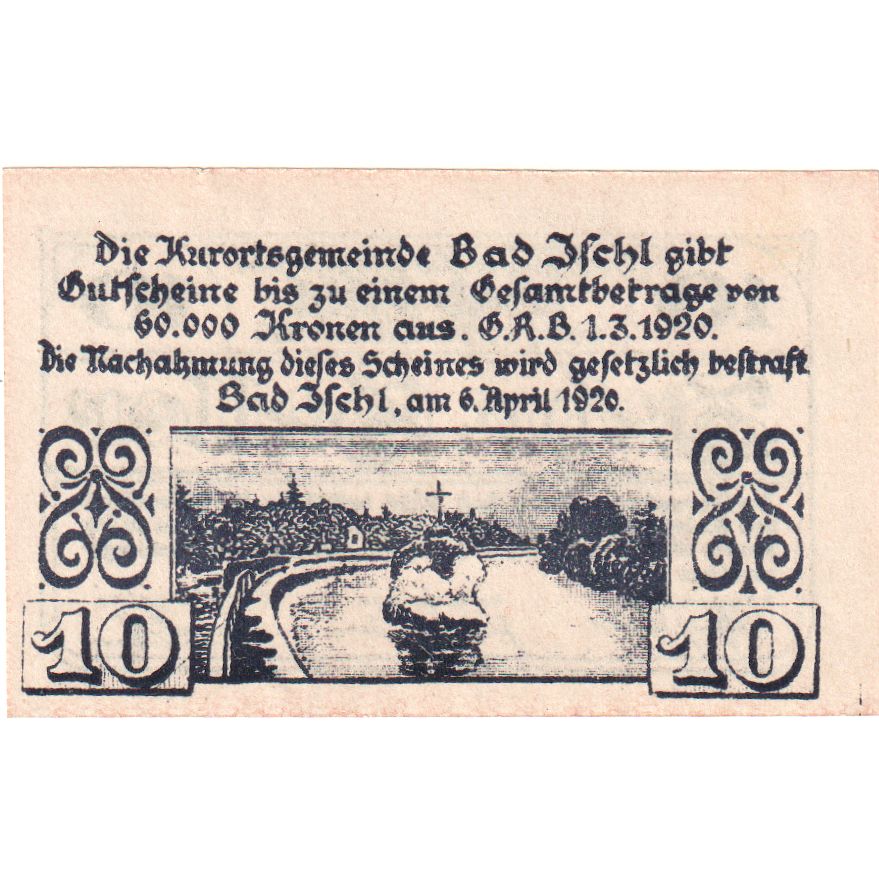 Die Kurortsgemeinde Bad Ischl gibt
Gutscheine bis zu einem Gesamtbetrage von
60.000 Kronen aus. G.R.B. 1.3.1920.
Die Nachahmung dieses Scheines wird gesetzlich bestraft
Bad Ischl, am 6. April 1920.
10 10